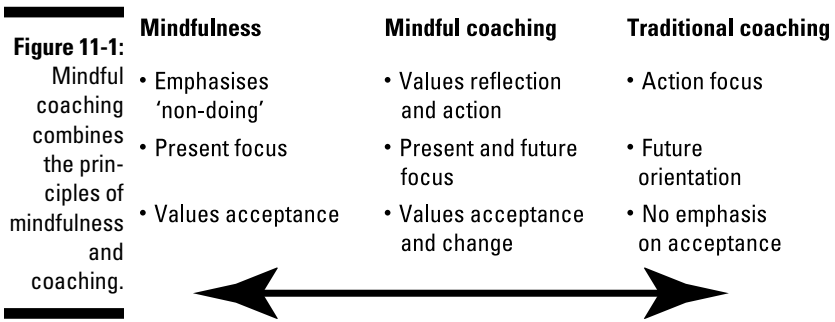 Figure 11-1:
Mindful
coaching
combines
the prin-
ciples of
mindfulness
and
coaching.
Mindfulness
• Emphasises
'non-doing'
• Present focus
• Values acceptance
Mindful coaching
• Values reflection
and action
• Present and future
focus
• Values acceptance
and change
Traditional coaching
• Action focus
• Future
orientation
• No emphasis
on acceptance